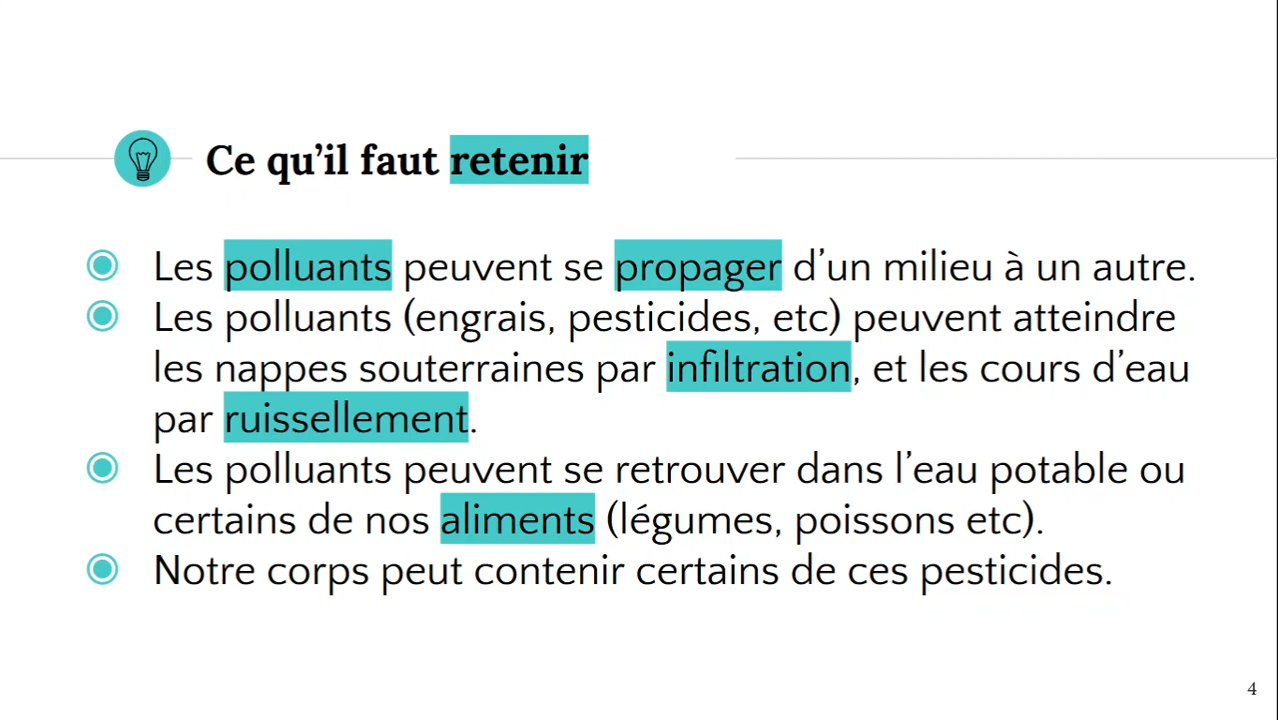 Ce qu’il faut retenir
Les polluants peuvent se propager d’un milieu à un autre.
Les polluants (engrais, pesticides, etc) peuvent atteindre
les nappes souterraines par infiltration, et les cours d’eau
par ruissellement.
Les polluants peuvent se retrouver dans l’eau potable ou
certains de nos aliments (légumes, poissons etc).
Notre corps peut contenir certains de ces pesticides.
4